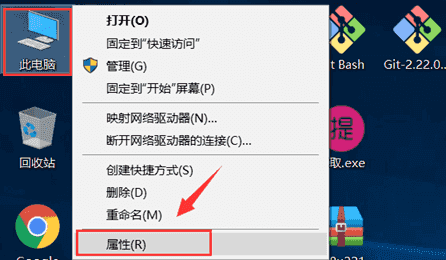 此电脑
回收站
Google
打开(O)
固定到"快速访问"
管理(G)
固定到"开始"屏幕(P)
映射网络驱动器(N)...
断开网络驱动器的连接(C)...
创建快捷方式(S)
删除(D)
重命名(M)
属性(R)
t Bash
Git-2.22.0...
提
取.exe